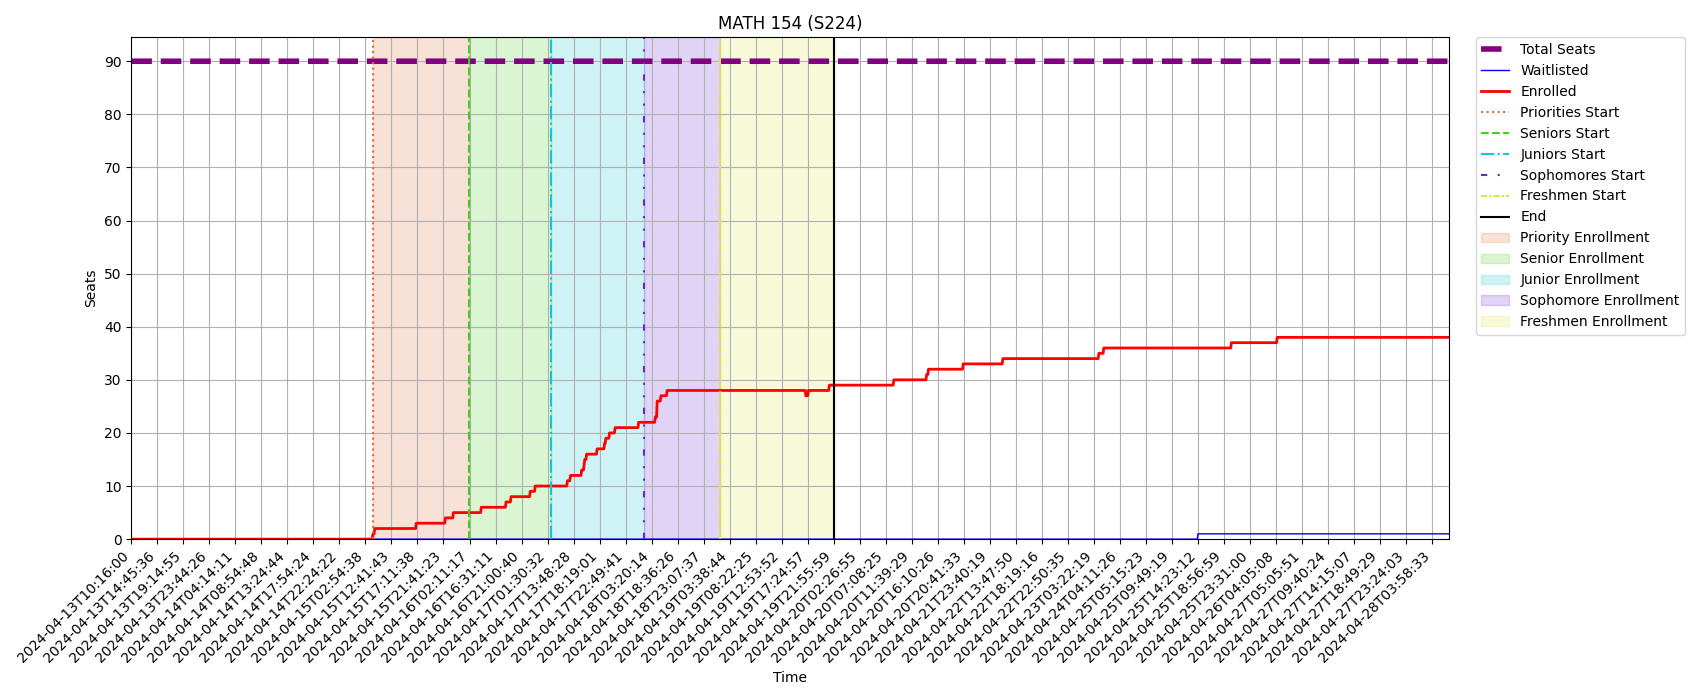 MATH 154 (S224)
Seats
90
80
70
60
50
40
30
20
10
0
2024-04-13T10:16:00
2024-04-13T14:45:36
2024-04-13T19:14:55
2024-04-13T23:44:26
2024-04-14T04:14:11
2024-04-14T08:54:48
2024-04-14T13:24:44
2024-04-14T17:54:24
2024-04-14T22:24:22
2024-04-15T02:54:38
2024-04-15T12:41:43
2024-04-15T17:11:38
2024-04-15T21:41:23
2024-04-16T02:11:17
2024-04-16T16:31:11
2024-04-16T21:00:40
2024-04-17T01:30:32
2024-04-17T13:48:28
2024-04-17T18:19:01
2024-04-17T22:49:41
2024-04-18T03:20:14
2024-04-18T18:36:26
2024-04-18T23:07:37
2024-04-19T03:38:44
2024-04-19T08:22:25
2024-04-19T12:53:52
2024-04-19T17:24:57
2024-04-19T21:55:59
2024-04-20T02:26:55
2024-04-20T07:08:25
2024-04-20T11:39:29
2024-04-20T16:10:26
2024-04-20T20:41:33
2024-04-21T23:40:19
2024-04-22T13:47:50
2024-04-22T18:19:16
2024-04-22T22:50:35
2024-04-23T03:22:19
2024-04-24T04:11:26
2024-04-25T05:15:23
2024-04-25T09:49:19
2024-04-25T14:23:12
2024-04-25T18:56:59
2024-04-25T23:31:00
2024-04-26T04:05:08
2024-04-27T05:05:51
2024-04-27T09:40:24
2024-04-27T14:15:07
2024-04-27T18:49:29
2024-04-27T23:24:03
2024-04-28T03:58:33
Time
Total Seats
Waitlisted
Enrolled
Priorities Start
Seniors Start
Juniors Start
Sophomores Start
Freshmen Start
End
Priority Enrollment
Senior Enrollment
Junior Enrollment
Sophomore Enrollment
Freshmen Enrollment